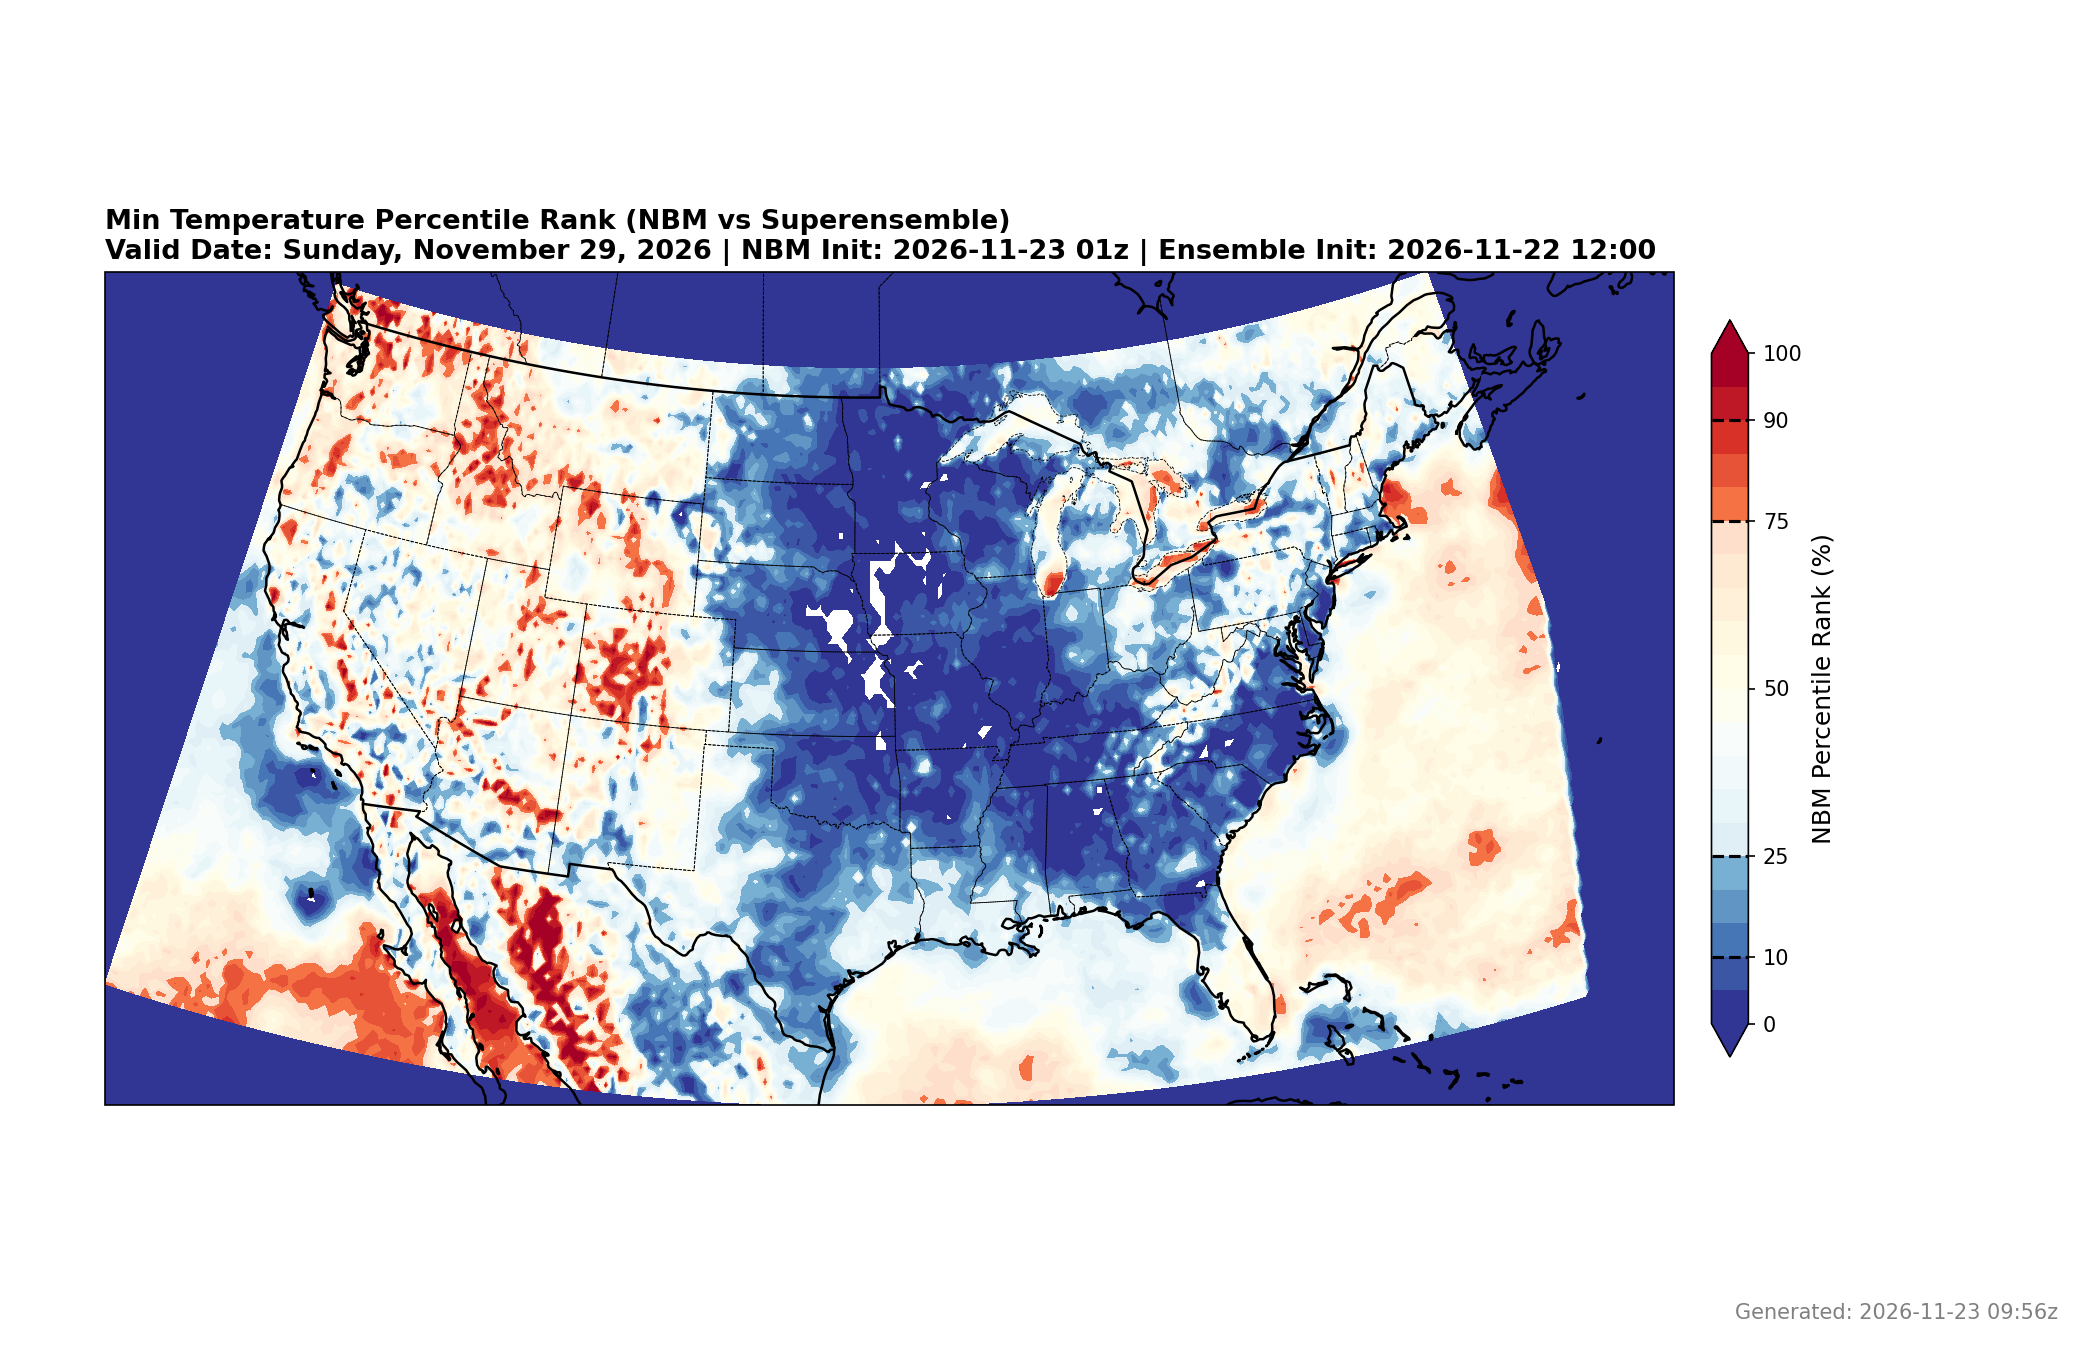 Min Temperature Percentile Rank (NBM vs Superensemble)
Valid Date: Sunday, November 29, 2026 | NBM Init: 2026-11-23 01z | Ensemble Init: 2026-11-22 12:00
100
90
75
50
25
10
0
NBM Percentile Rank (%)
Generated: 2026-11-23 09:56z